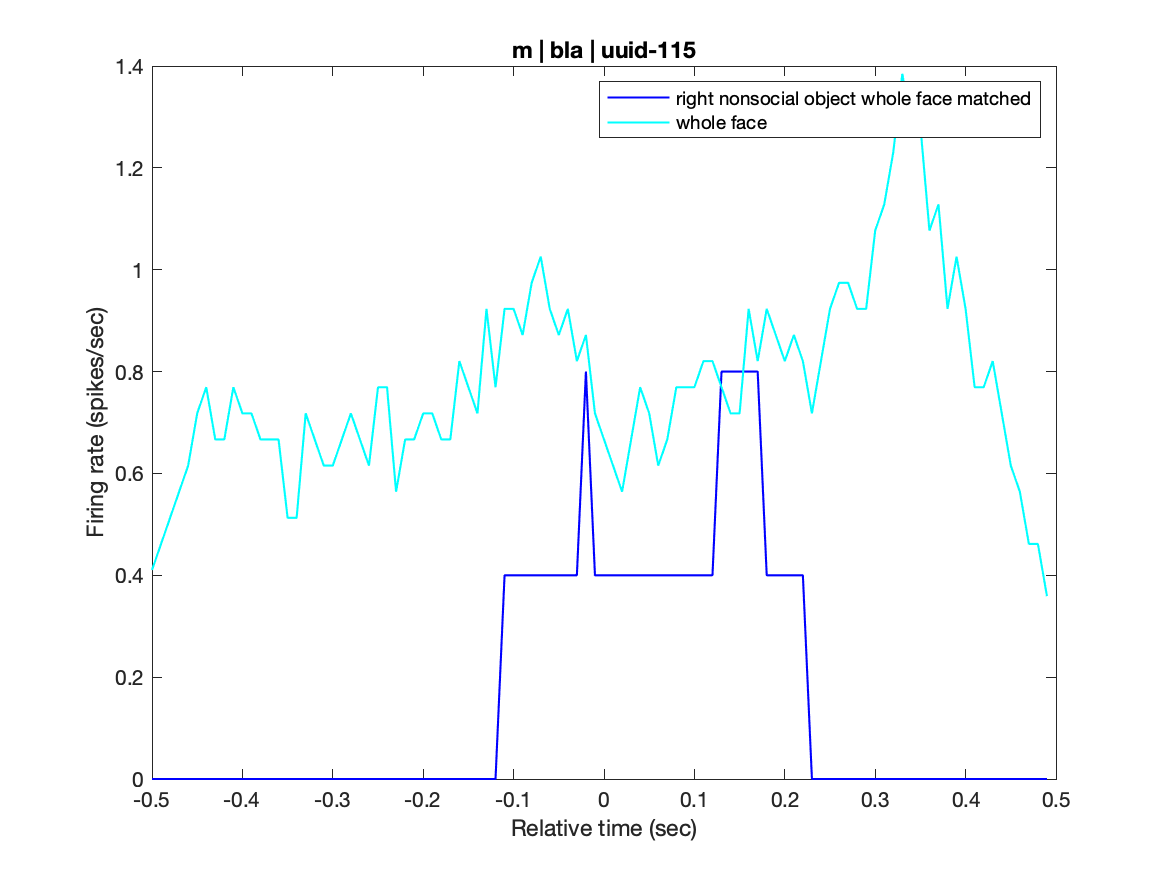 m | bla | uuid-115
right nonsocial object whole face matched
whole face
Firing rate (spikes/sec)
1.4
1.2
1
0.8
0.6
0.4
0.2
0
-0.5 -0.4 -0.3 -0.2 -0.1 0 0.1 0.2 0.3 0.4 0.5
Relative time (sec)